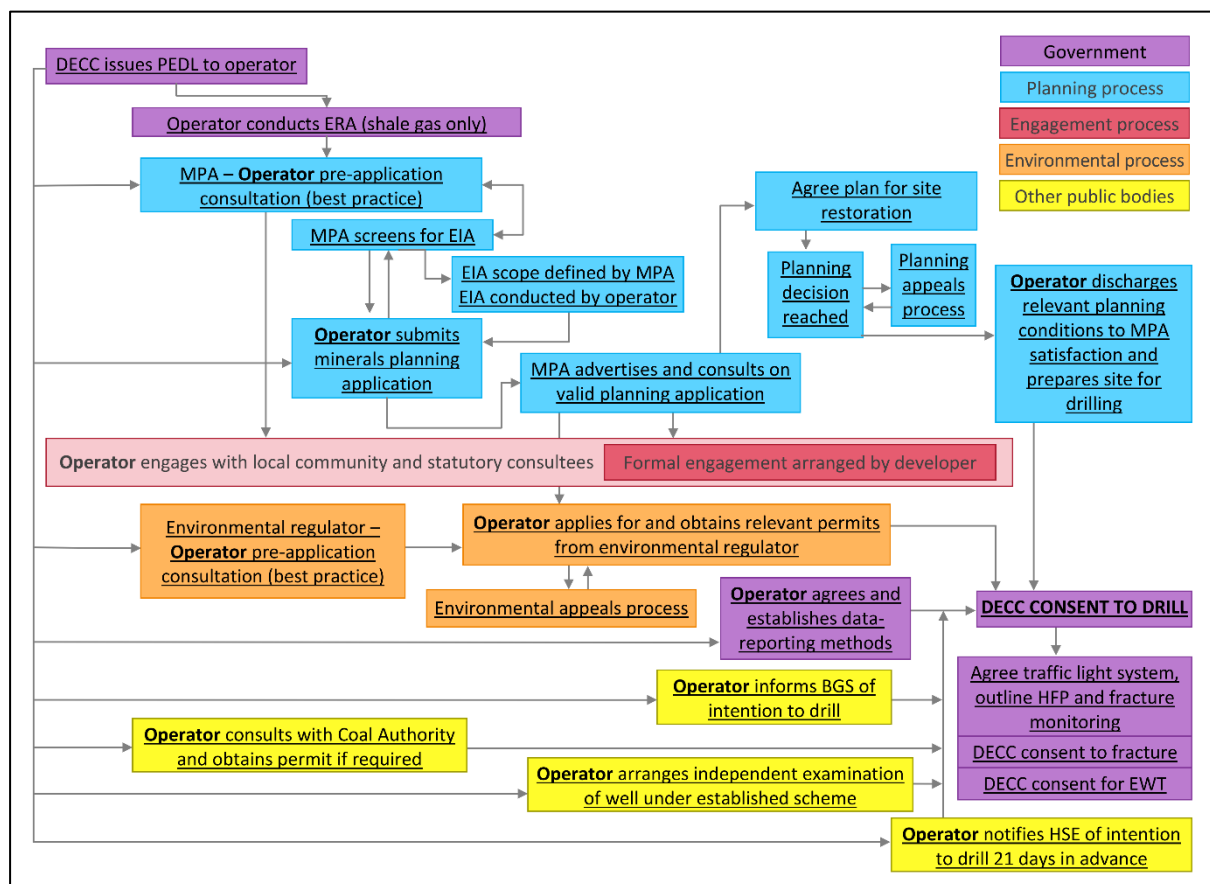 DECC issues PEDL to operator
Government
Planning process
Engagement process
Environmental process
Other public bodies
Operator conducts ERA (shale gas only)
MPA – Operator pre-application
consultation (best practice)
MPA screens for EIA
EIA scope defined by MPA
EIA conducted by operator
Operator submits
minerals planning
application
MPA advertises and consults on
valid planning application
Agree plan for site
restoration
Planning
decision
reached
Planning
appeals
process
Operator discharges
relevant planning
conditions to MPA
satisfaction and
prepares site for
drilling
Operator engages with local community and statutory consultees
Formal engagement arranged by developer
Environmental regulator –
Operator pre-application
consultation (best practice)
Operator applies for and obtains relevant permits
from environmental regulator
Environmental appeals process
Operator agrees and
establishes data-
reporting methods
DECC CONSENT TO DRILL
Agree traffic light system,
outline HFP and fracture
monitoring
DECC consent to fracture
DECC consent for EWT
Operator informs BGS of
intention to drill
Operator consults with Coal Authority
and obtains permit if required
Operator arranges independent examination
of well under established scheme
Operator notifies HSE of intention
to drill 21 days in advance